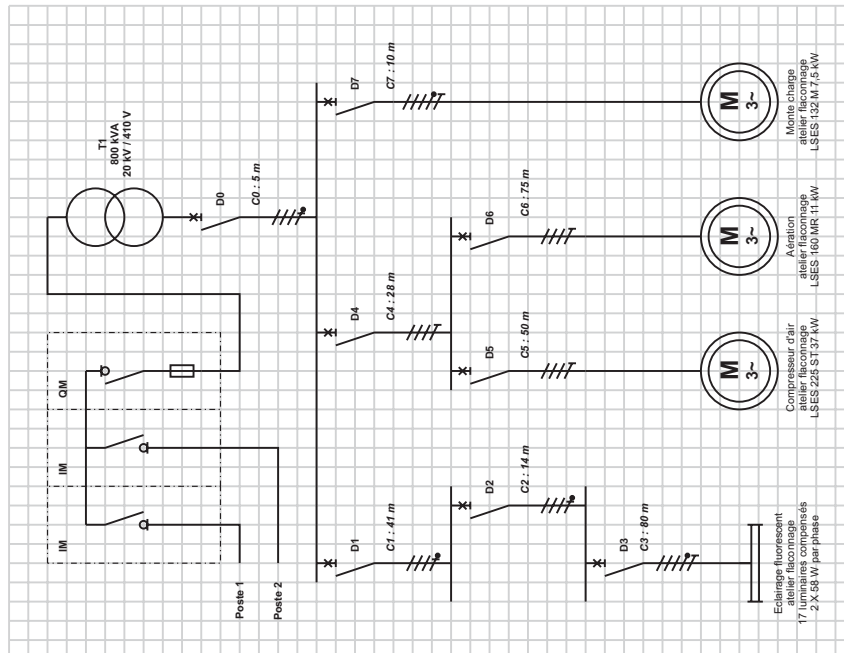 T1
800 kVA
20 kV / 410 V
D0
C0 : 5 m
QM
IM
IM
Poste 1
Poste 2
D7
C7 : 10 m
D4
C4 : 28 m
D6
C6 : 75 m
D5
C5 : 50 m
D1
C1 : 41 m
D2
C2 : 14 m
D3
C3 : 80 m
M
3~
Monte charge
atelier flaconnage
LSES 132 M 7,5 kW
M
3~
Aération
atelier flaconnage
LSES 160 MR 11 kW
M
3~
Compresseur d'air
atelier flaconnage
LSES 225 ST 37 kW
Eclairage fluorescent
atelier flaconnage
17 luminaires compensés
2 X 58 W par phase